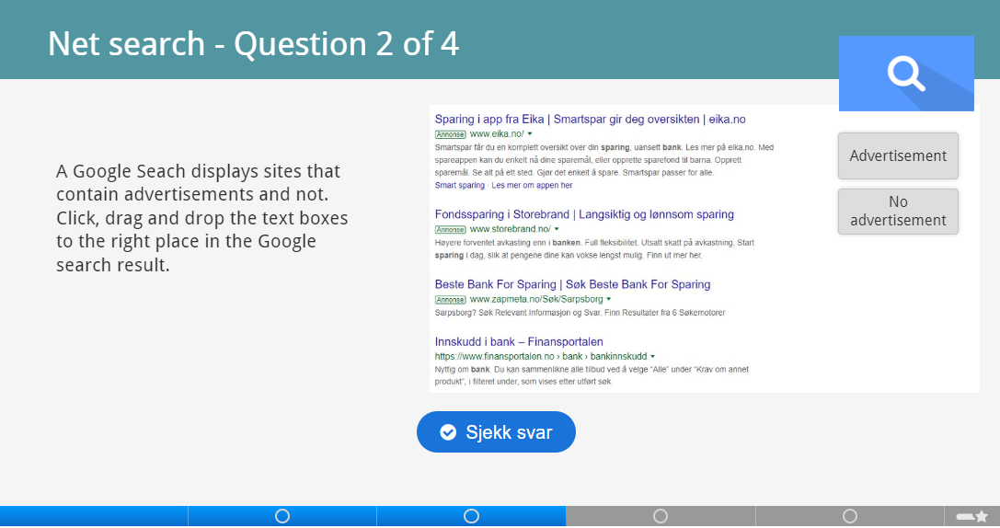 Net search - Question 2 of 4
A Google Seach displays sites that
contain advertisements and not.
Click, drag and drop the text boxes
to the right place in the Google
search result.
Sparing i app fra Eika | Smartspar gir deg oversikten | eika.no
Annonse www.eika.no/
Smartspar får du en komplett oversikt over din sparing, uansett bank. Les mer på eika.no. Med
spareappen kan du enkelt nå dine sparemål, eller opprette sparefond til barna. Opprett
sparemål. Se alt på ett sted. Gjør det enkelt å spare. Smartspar passer for alle.
Smart sparing · Les mer om appen her
Fondssparing i Storebrand | Langsiktig og lønnsom sparing
Annonse www.storebrand.no/
Høyere forventet avkasting enn i banken. Full fleksibilitet. Utsatt skatt på avkastning. Start
sparing i dag, slik at pengene dine kan vokse lengst mulig. Finn ut mer her.
Beste Bank For Sparing | Søk Beste Bank For Sparing
Annonse www.zapmeta.no/Søk/Sarpsborg
Sarpsborg? Søk Relevant Informasjon og Svar. Finn Resultater fra 6 Søkemotorer
Innskudd i bank – Finansportalen
https://www.finansportalen.no › bank › bankinnskudd
Nyttig om bank. Du kan sammenlikne alle tilbud ved å velge "Alle" under "Krav om annet
produkt", i filteret under, som vises etter utført søk.
Advertisement
No
advertisement
Sjekk svar